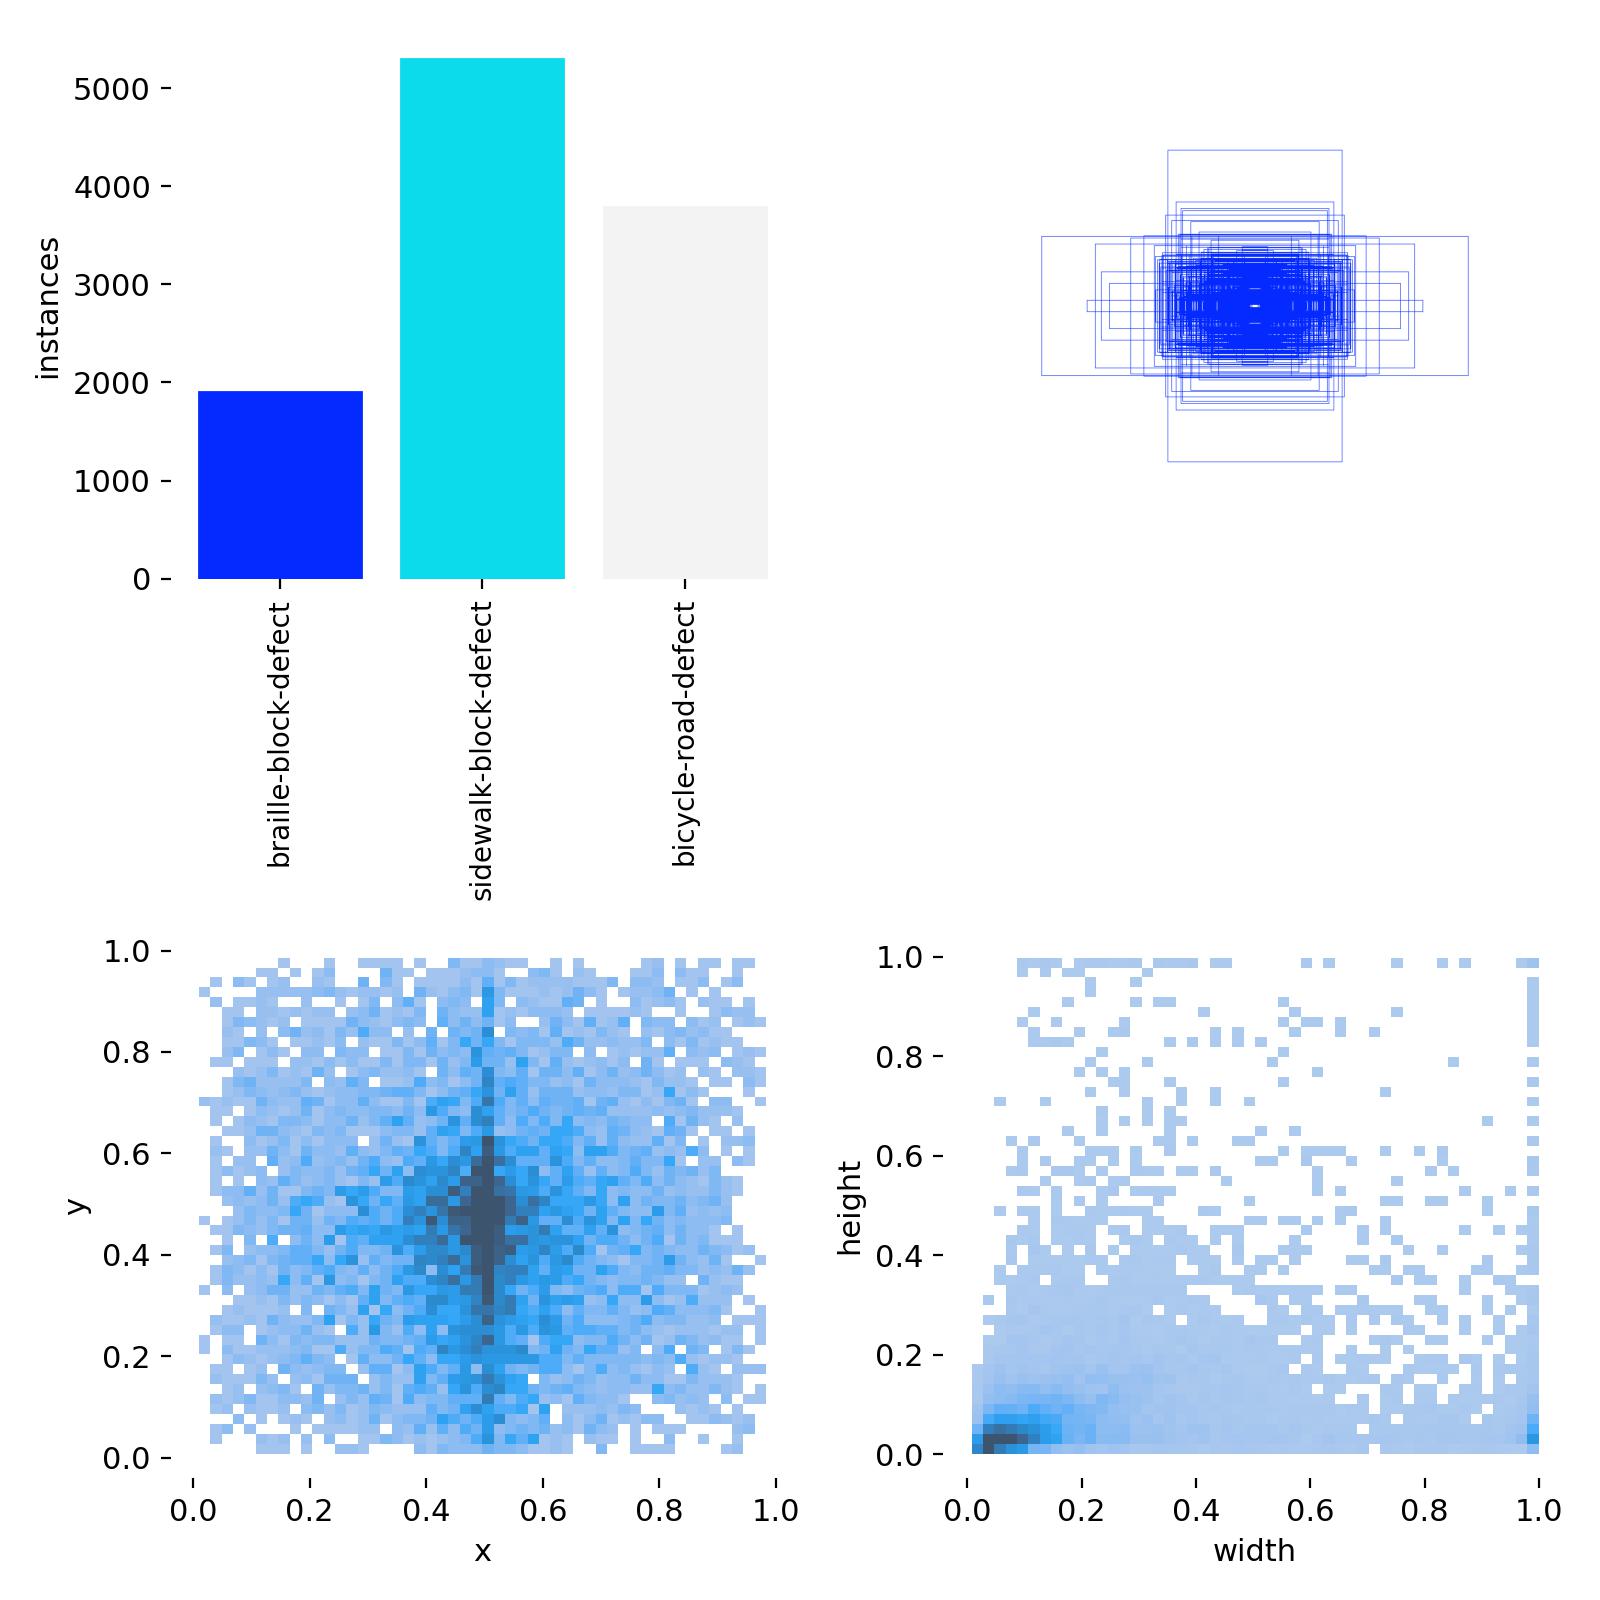 instances
5000
4000
3000
2000
1000
0
braille-block-defect
sidewalk-block-defect
bicycle-road-defect
y
1.0
0.8
0.6
0.4
0.2
0.0
0.0 0.2 0.4 0.6 0.8 1.0
x
height
1.0
0.8
0.6
0.4
0.2
0.0
0.0 0.2 0.4 0.6 0.8 1.0
width